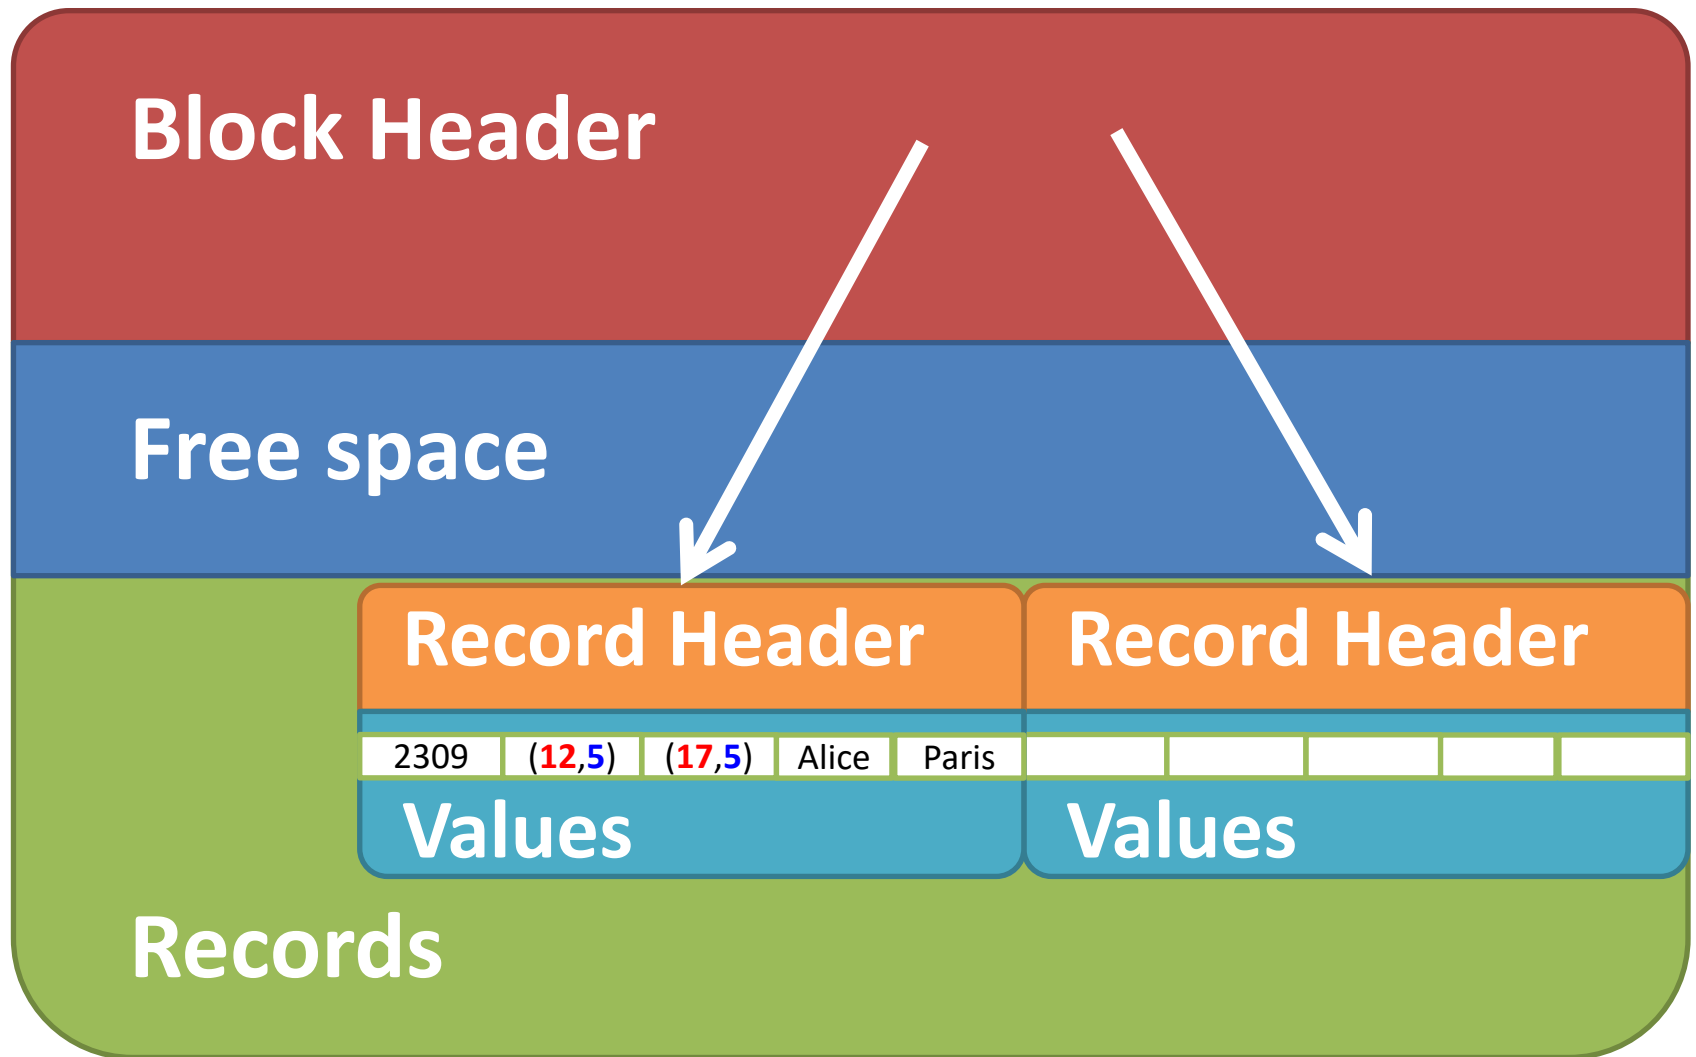 Block Header
Free space
Record Header Record Header
2309 (12,5) (17,5) Alice Paris
Values Values
Records